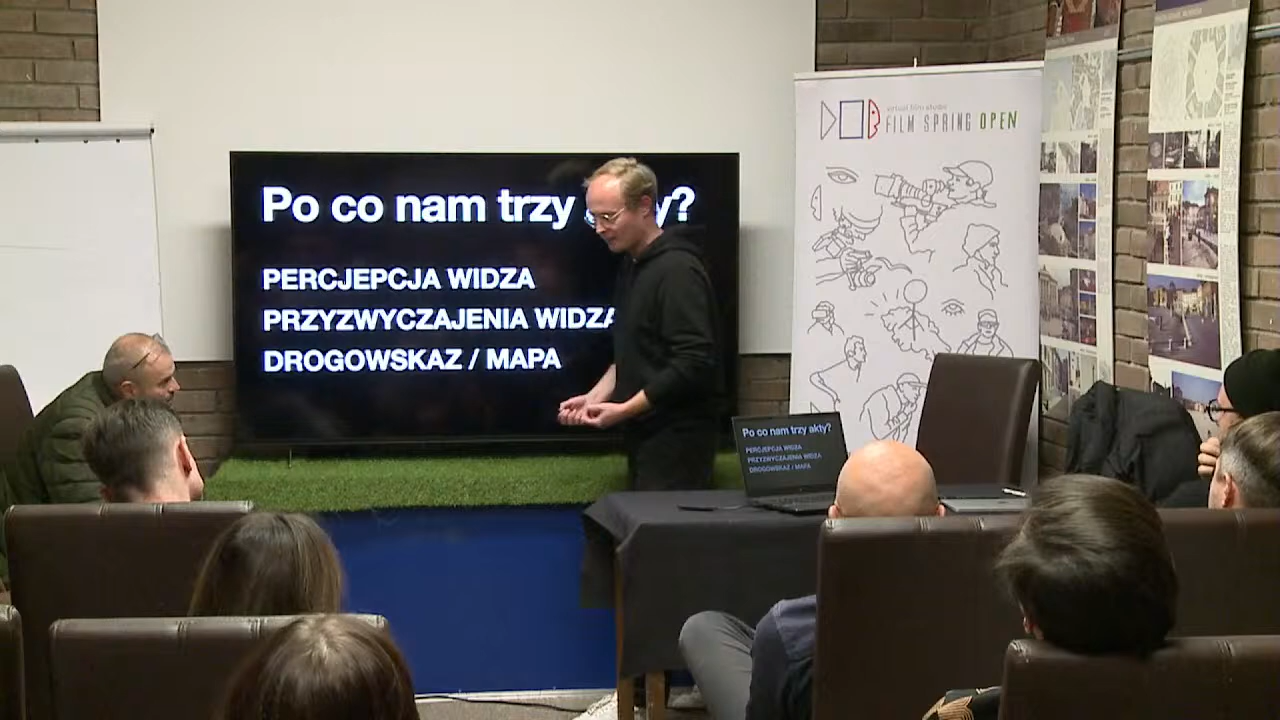 Po co nam trzy akty?
PERCJEPCJA WIDZA
PRZYZWYCZAJENIA WIDZA
DROGOWSKAZ / MAPA
virtual film studio
FILM SPRING OPEN
Po co nam trzy akty?
PERCJEPCJA WIDZA
PRZYZWYCZAJENIA WIDZA
DROGOWSKAZ / MAPA